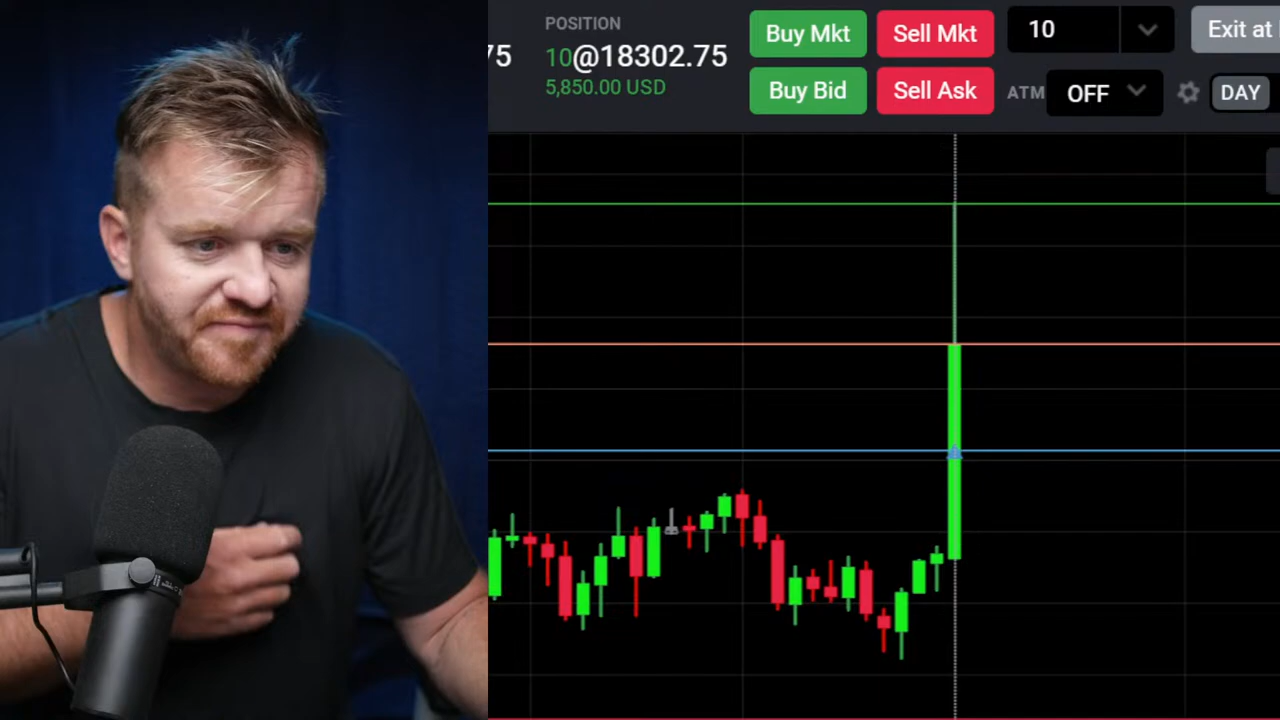 POSITION
75 10@18302.75
5,850.00 USD
Buy Mkt Sell Mkt 10 Exit at
Buy Bid Sell Ask ATM OFF DAY